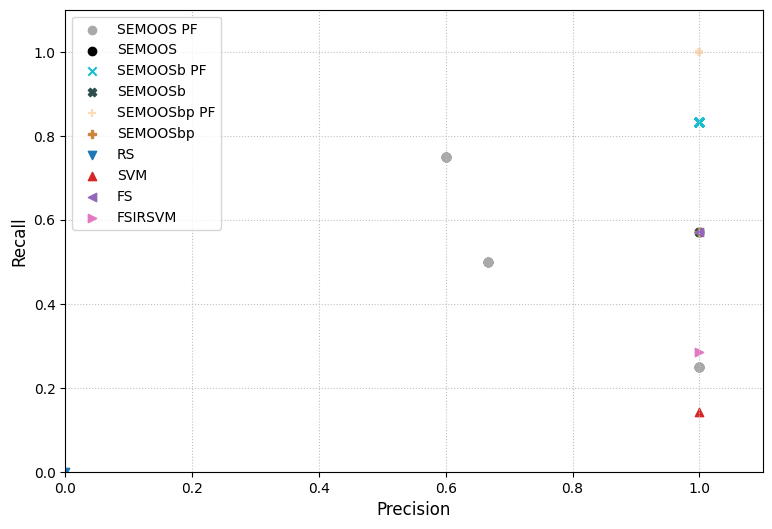 SEMOOS PF
SEMOOS
SEMOOSb PF
SEMOOSb
SEMOOSbp PF
SEMOOSbp
RS
SVM
FS
FSIRSVM
1.0
0.8
0.6
0.4
0.2
0.0
Recall
0.0 0.2 0.4 0.6 0.8 1.0
Precision